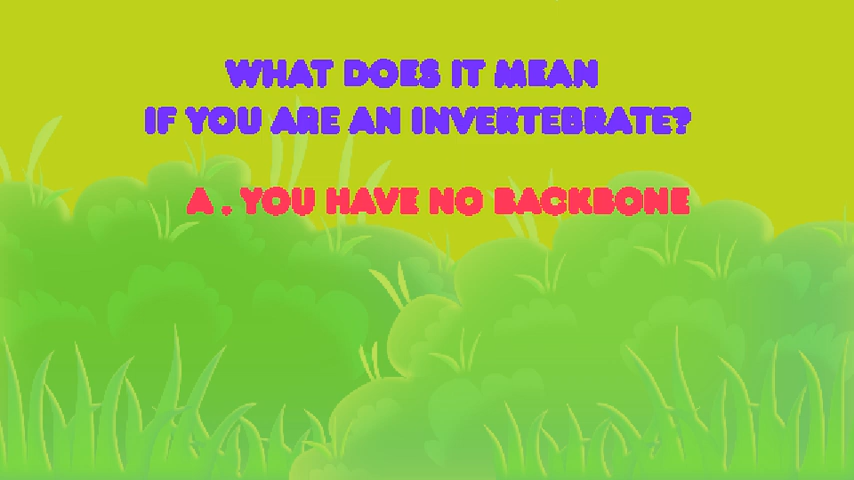 WHAT DOES IT MEAN
IF YOU ARE AN INVERTEBRATE?
A . YOU HAVE NO BACKBONE